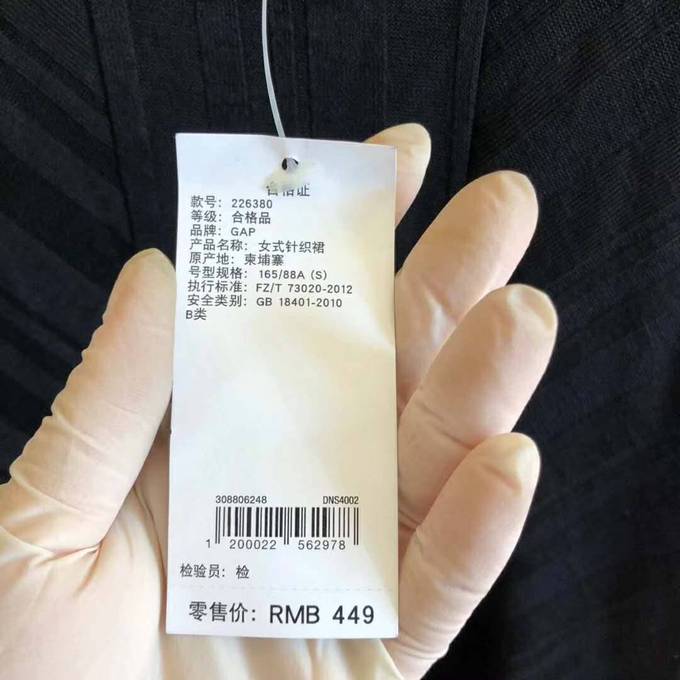 合格证
款号：226380
等级：合格品
品牌：GAP
产品名称：女式针织裙
原产地：柬埔寨
号型规格：165/88A (S)
执行标准：FZ/T 73020-2012
安全类别：GB 18401-2010
B类
308806248 DNS4002
1 200022 562978
检验员：检
零售价：RMB 449